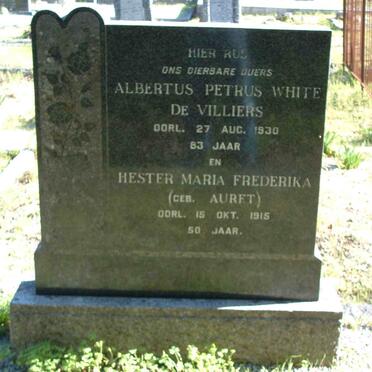 HIER RUS
ONS DIERBARE OUERS
ALBERTUS PETRUS WHITE
DE VILLIERS
OORL. 27 AUG. 1930
63 JAAR
EN
HESTER MARIA FREDERIKA
(GEB. AURET)
OORL. 15 OKT. 1915
50 JAAR.